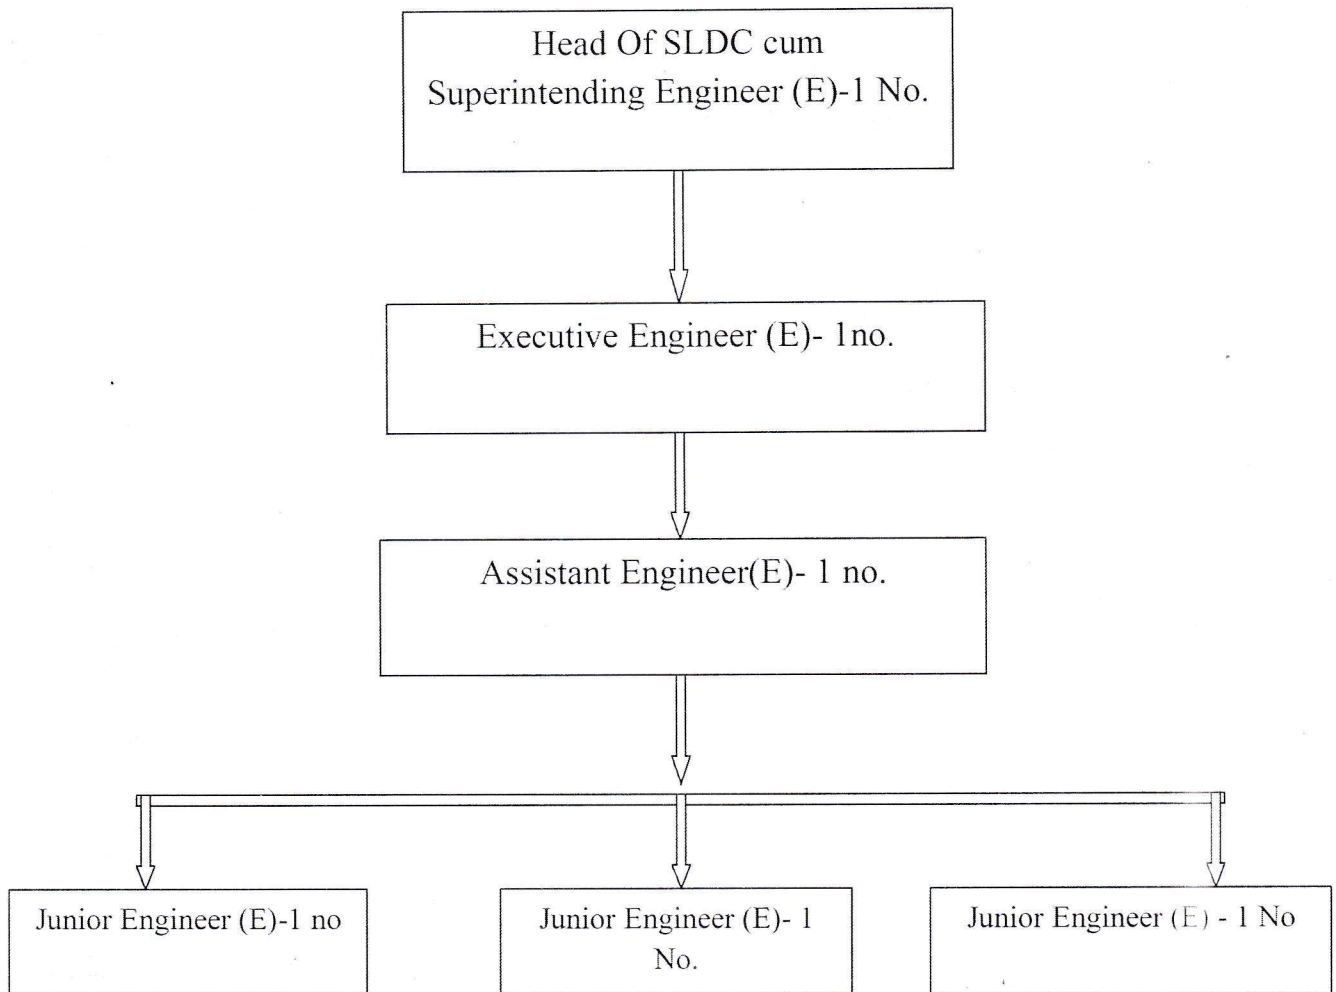 Head Of SLDC cum
Superintending Engineer (E)-1 No.
Executive Engineer (E)- 1no.
Assistant Engineer(E)- 1 no.
Junior Engineer (E)-1 no
Junior Engineer (E)- 1
No.
Junior Engineer (E) - 1 No